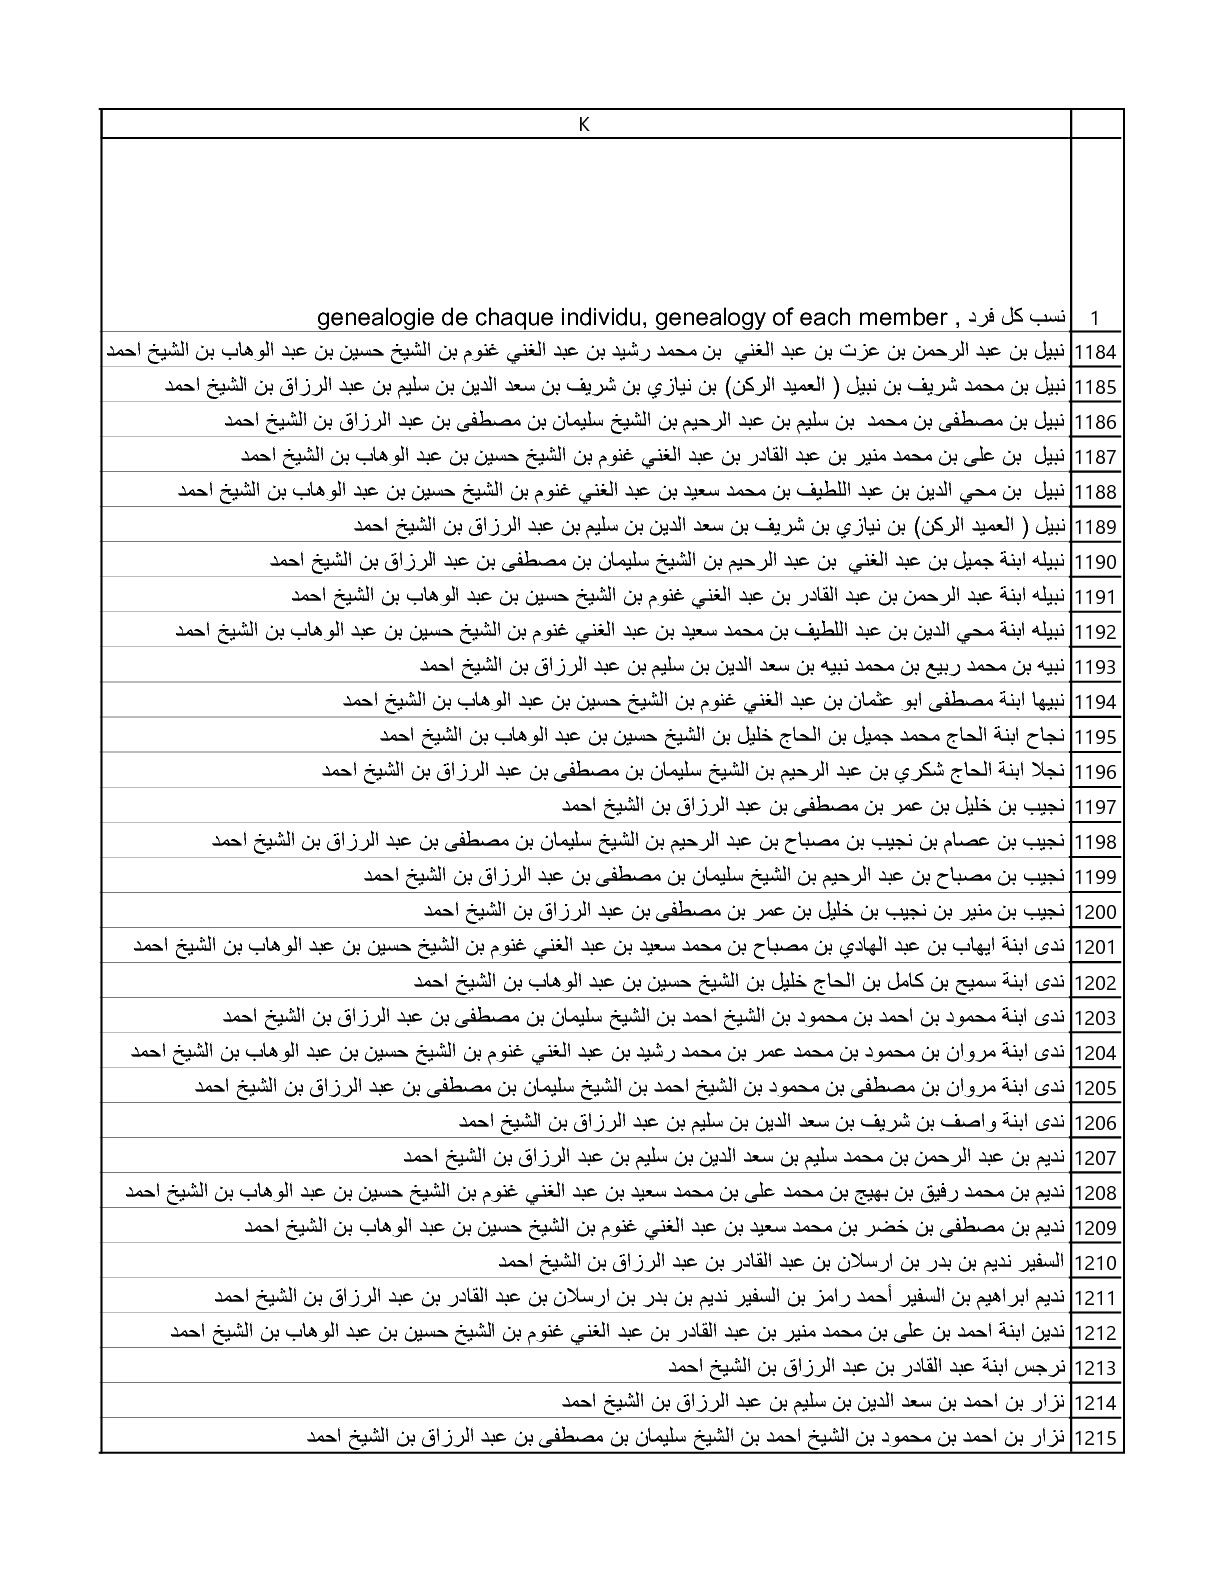 K
1 نسب كل فرد , genealogie de chaque individu, genealogy of each member
1184 نبيل بن عبد الرحمن بن عزت بن عبد الغني بن محمد رشيد بن عبد الغني غنوم بن الشيخ حسين بن عبد الوهاب بن الشيخ احمد
1185 نبيل بن محمد شريف بن نبيل ( العميد الركن) بن نيازي بن شريف بن سعد الدين بن سليم بن عبد الرزاق بن الشيخ احمد
1186 نبيل بن مصطفى بن محمد بن سليم بن عبد الرحيم بن الشيخ سليمان بن مصطفى بن عبد الرزاق بن الشيخ احمد
1187 نبيل بن على بن محمد منير بن عبد القادر بن عبد الغني غنوم بن الشيخ حسين بن عبد الوهاب بن الشيخ احمد
1188 نبيل بن محي الدين بن عبد اللطيف بن محمد سعيد بن عبد الغني غنوم بن الشيخ حسين بن عبد الوهاب بن الشيخ احمد
1189 نبيل ( العميد الركن) بن نيازي بن شريف بن سعد الدين بن سليم بن عبد الرزاق بن الشيخ احمد
1190 نبيله ابنة جميل بن عبد الغني بن عبد الرحيم بن الشيخ سليمان بن مصطفى بن عبد الرزاق بن الشيخ احمد
1191 نبيله ابنة عبد الرحمن بن عبد القادر بن عبد الغني غنوم بن الشيخ حسين بن عبد الوهاب بن الشيخ احمد
1192 نبيله ابنة محي الدين بن عبد اللطيف بن محمد سعيد بن عبد الغني غنوم بن الشيخ حسين بن عبد الوهاب بن الشيخ احمد
1193 نبيه بن محمد ربيع بن محمد نبيه بن سعد الدين بن سليم بن عبد الرزاق بن الشيخ احمد
1194 نبيها ابنة مصطفى ابو عثمان بن عبد الغني غنوم بن الشيخ حسين بن عبد الوهاب بن الشيخ احمد
1195 نجاح ابنة الحاج محمد جميل بن الحاج خليل بن الشيخ حسين بن عبد الوهاب بن الشيخ احمد
1196 نجلا ابنة الحاج شكري بن عبد الرحيم بن الشيخ سليمان بن مصطفى بن عبد الرزاق بن الشيخ احمد
1197 نجيب بن خليل بن عمر بن مصطفى بن عبد الرزاق بن الشيخ احمد
1198 نجيب بن عصام بن نجيب بن مصباح بن عبد الرحيم بن الشيخ سليمان بن مصطفى بن عبد الرزاق بن الشيخ احمد
1199 نجيب بن مصباح بن عبد الرحيم بن الشيخ سليمان بن مصطفى بن عبد الرزاق بن الشيخ احمد
1200 نجيب بن منير بن نجيب بن خليل بن عمر بن مصطفى بن عبد الرزاق بن الشيخ احمد
1201 ندى ابنة ايهاب بن عبد الهادي بن مصباح بن محمد سعيد بن عبد الغني غنوم بن الشيخ حسين بن عبد الوهاب بن الشيخ احمد
1202 ندى ابنة سميح بن كامل بن الحاج خليل بن الشيخ حسين بن عبد الوهاب بن الشيخ احمد
1203 ندى ابنة محمود بن احمد بن محمود بن الشيخ احمد بن الشيخ سليمان بن مصطفى بن عبد الرزاق بن الشيخ احمد
1204 ندى ابنة مروان بن محمود بن محمد عمر بن محمد رشيد بن عبد الغني غنوم بن الشيخ حسين بن عبد الوهاب بن الشيخ احمد
1205 ندى ابنة مروان بن مصطفى بن محمود بن الشيخ احمد بن الشيخ سليمان بن مصطفى بن عبد الرزاق بن الشيخ احمد
1206 ندى ابنة واصف بن شريف بن سعد الدين بن سليم بن عبد الرزاق بن الشيخ احمد
1207 نديم بن عبد الرحمن بن محمد سليم بن سعد الدين بن سليم بن عبد الرزاق بن الشيخ احمد
1208 نديم بن محمد رفيق بن بهيج بن محمد على بن محمد سعيد بن عبد الغني غنوم بن الشيخ حسين بن عبد الوهاب بن الشيخ احمد
1209 نديم بن مصطفى بن خضر بن محمد سعيد بن عبد الغني غنوم بن الشيخ حسين بن عبد الوهاب بن الشيخ احمد
1210 السفير نديم بن بدر بن ارسلان بن عبد القادر بن عبد الرزاق بن الشيخ احمد
1211 نديم ابراهيم بن السفير أحمد رامز بن السفير نديم بن بدر بن ارسلان بن عبد القادر بن عبد الرزاق بن الشيخ احمد
1212 ندين ابنة احمد بن على بن محمد منير بن عبد القادر بن عبد الغني غنوم بن الشيخ حسين بن عبد الوهاب بن الشيخ احمد
1213 نرجس ابنة عبد القادر بن عبد الرزاق بن الشيخ احمد
1214 نزار بن احمد بن سعد الدين بن سليم بن عبد الرزاق بن الشيخ احمد
1215 نزار بن احمد بن محمود بن الشيخ احمد بن الشيخ سليمان بن مصطفى بن عبد الرزاق بن الشيخ احمد